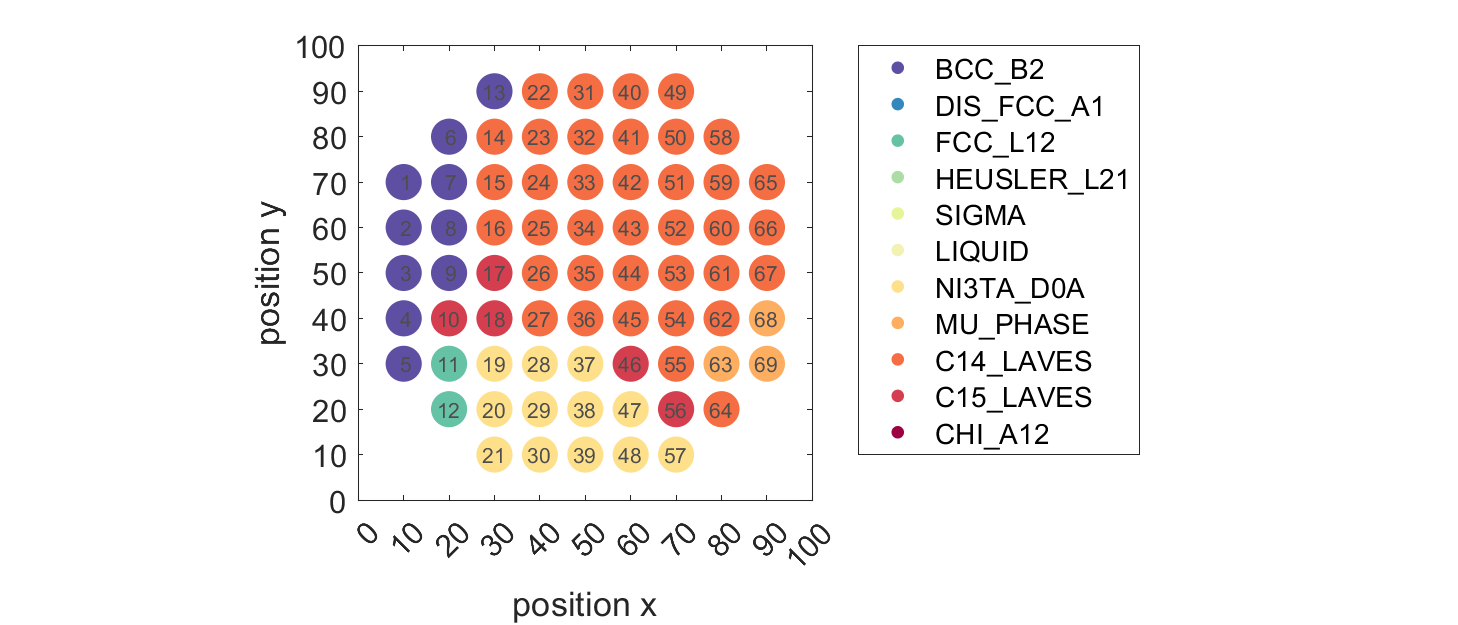 100
90 13 22 31 40 49
80 6 14 23 32 41 50 58
70 1 7 15 24 33 42 51 59 65
60 2 8 16 25 34 43 52 60 66
50 3 9 17 26 35 44 53 61 67
40 4 10 18 27 36 45 54 62 68
30 5 11 19 28 37 46 55 63 69
20 12 20 29 38 47 56 64
10 21 30 39 48 57
0
0 10 20 30 40 50 60 70 80 90 100
position x
position y
BCC_B2
DIS_FCC_A1
FCC_L12
HEUSLER_L21
SIGMA
LIQUID
NI3TA_D0A
MU_PHASE
C14_LAVES
C15_LAVES
CHI_A12